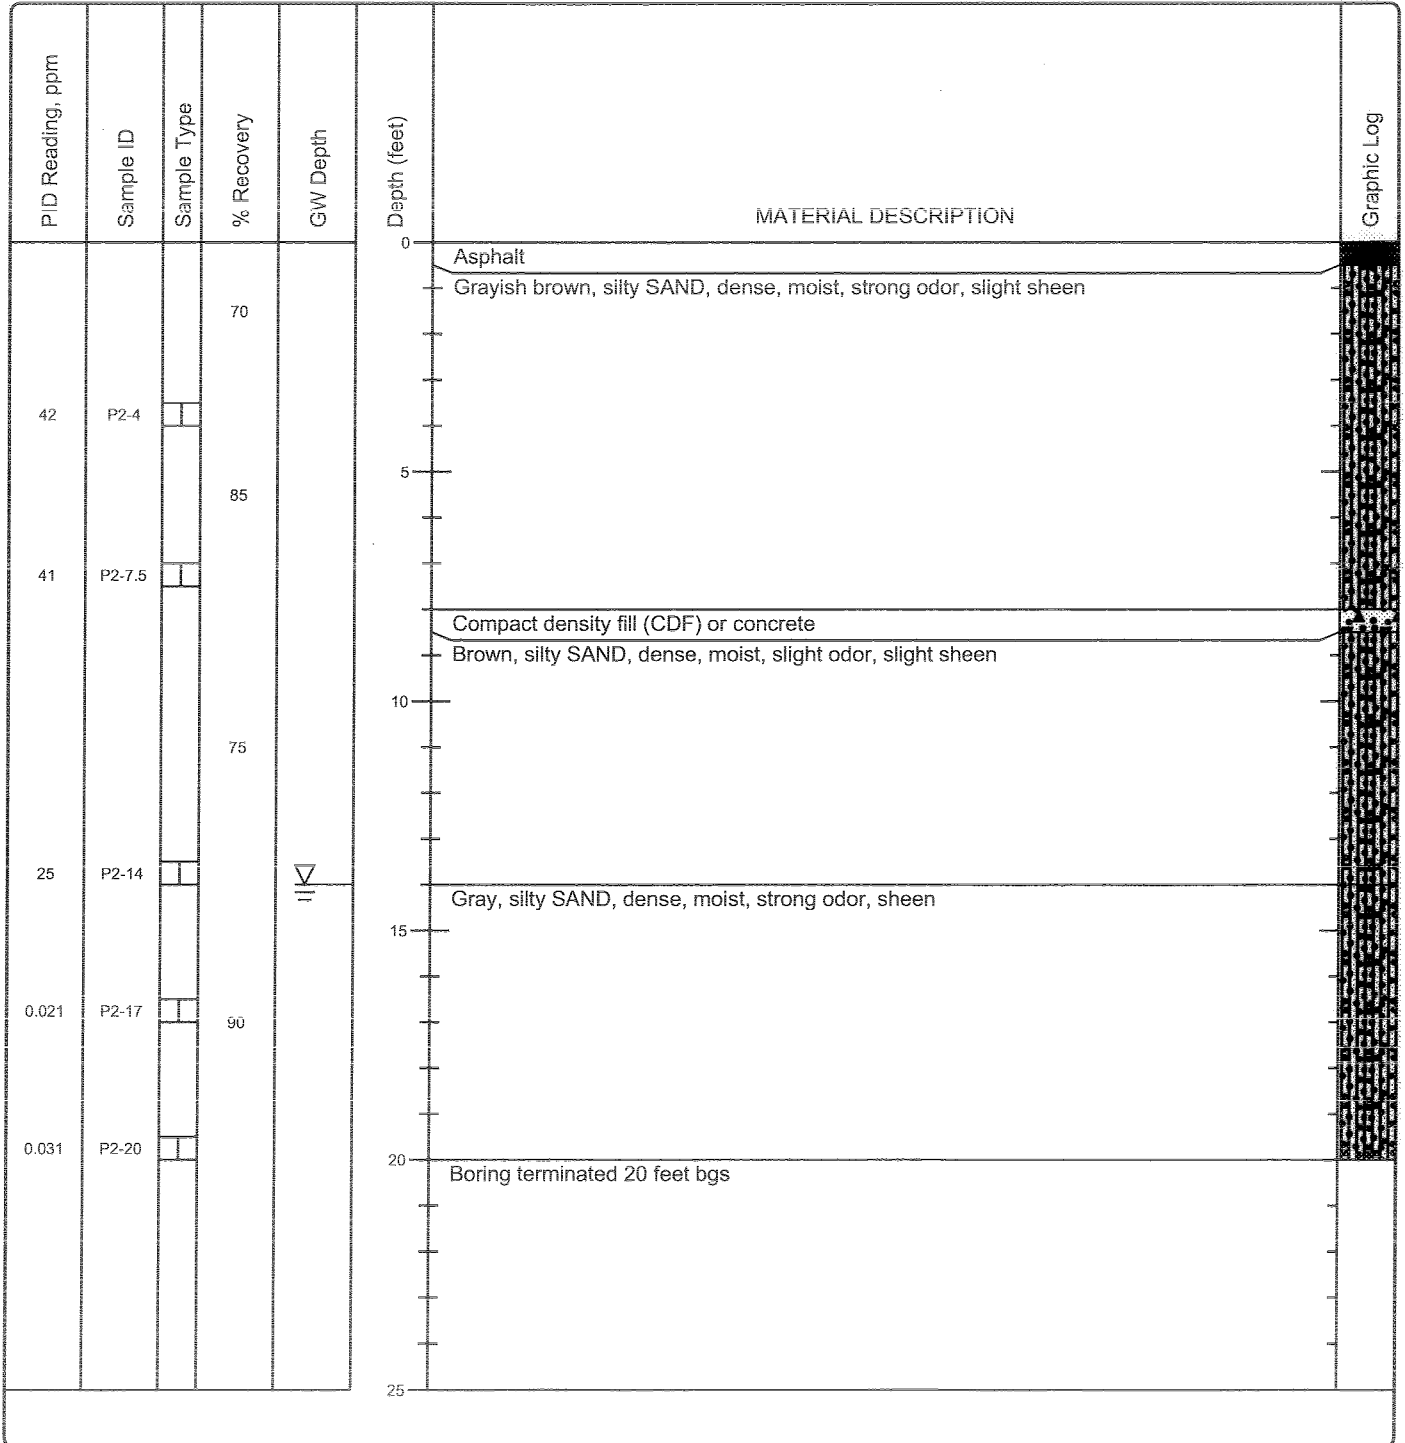 PID Reading, ppm
Sample ID
Sample Type
% Recovery
GW Depth
Depth (feet)
MATERIAL DESCRIPTION
Graphic Log
0
Asphalt
Grayish brown, silty SAND, dense, moist, strong odor, slight sheen
70
42 P2-4
5
85
41 P2-7.5
Compact density fill (CDF) or concrete
Brown, silty SAND, dense, moist, slight odor, slight sheen
10
75
25 P2-14
Gray, silty SAND, dense, moist, strong odor, sheen
15
0.021 P2-17 90
0.031 P2-20
20
Boring terminated 20 feet bgs
25